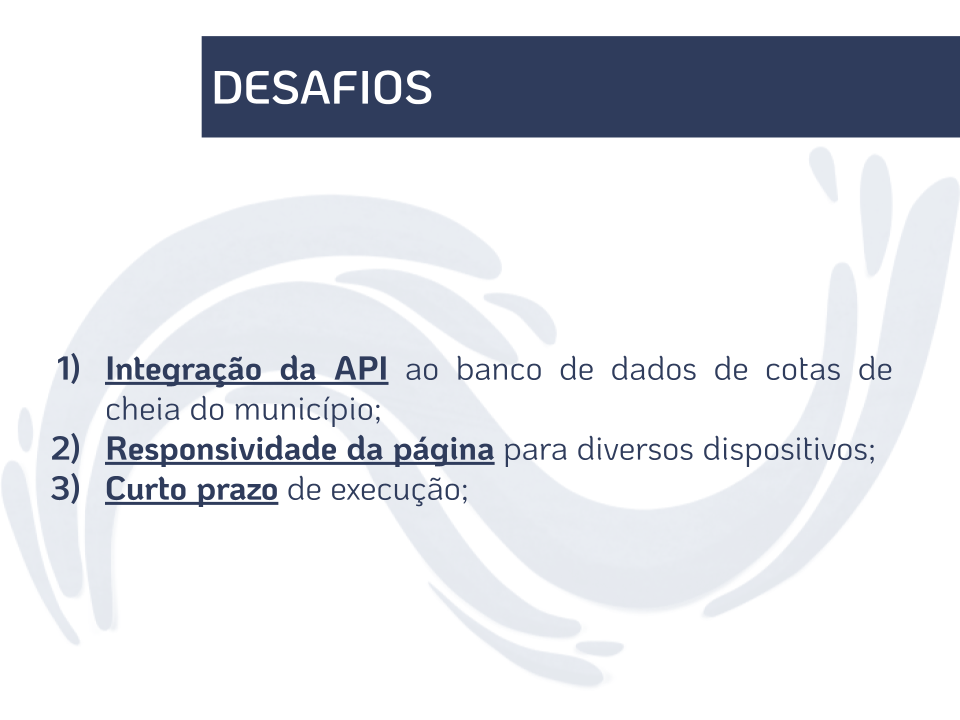 DESAFIOS
1) Integração da API ao banco de dados de cotas de
cheia do município;
2) Responsividade da página para diversos dispositivos;
3) Curto prazo de execução;